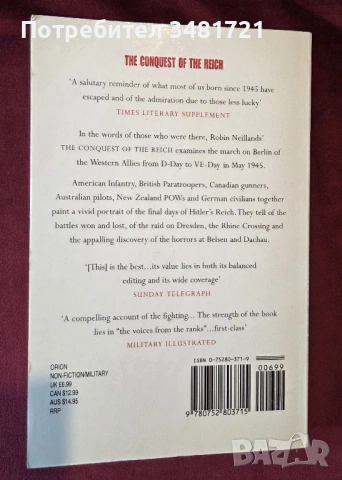 Потребител 3481721
THE CONQUEST OF THE REICH
'A salutary reminder of what most of us born since 1945 have
escaped and of the admiration due to those less lucky'
TIMES LITERARY SUPPLEMENT
In the words of those who were there, Robin Neillands'
THE CONQUEST OF THE REICH examines the march on Berlin of
the Western Allies from D-Day to VE-Day in May 1945.
American Infantry, British Paratroopers, Canadian gunners,
Australian pilots, New Zealand POWs and German civilians together
paint a vivid portrait of the final days of Hitler's Reich. They tell of the
battles won and lost, of the raid on Dresden, the Rhine Crossing and
the appalling discovery of the horrors at Belsen and Dachau.
'[This] is the best...its value lies in both its balanced
editing and its wide coverage'
SUNDAY TELEGRAPH
'A compelling account of the fighting... The strength of the book
lies in "the voices from the ranks"...first-class'
MILITARY ILLUSTRATED
ORION
NON-FICTION/MILITARY
UK £6.99
CAN $12.99
AUS $14.95
RRP
ISBN 0-75280-371-9
00699
9 780752 803715
bazar